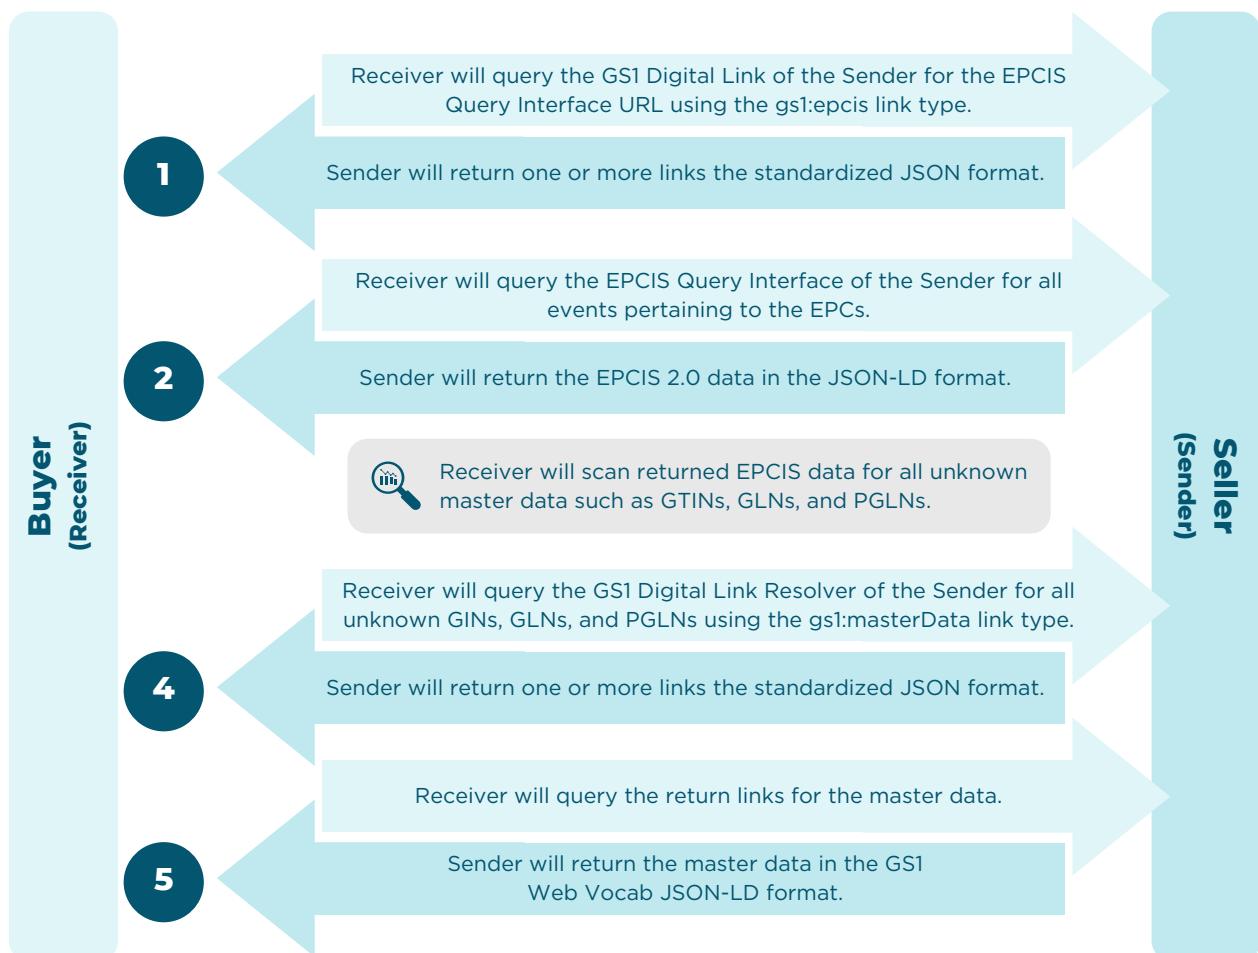 Buyer
(Receiver)
Receiver will query the GS1 Digital Link of the Sender for the EPCIS
Query Interface URL using the gs1:epcis link type.
1
Sender will return one or more links the standardized JSON format.
Receiver will query the EPCIS Query Interface of the Sender for all
events pertaining to the EPCs.
2
Sender will return the EPCIS 2.0 data in the JSON-LD format.
Receiver will scan returned EPCIS data for all unknown
master data such as GTINs, GLNs, and PGLNs.
Receiver will query the GS1 Digital Link Resolver of the Sender for all
unknown GINs, GLNs, and PGLNs using the gs1:masterData link type.
4
Sender will return one or more links the standardized JSON format.
Receiver will query the return links for the master data.
5
Sender will return the master data in the GS1
Web Vocab JSON-LD format.
Seller
(Sender)